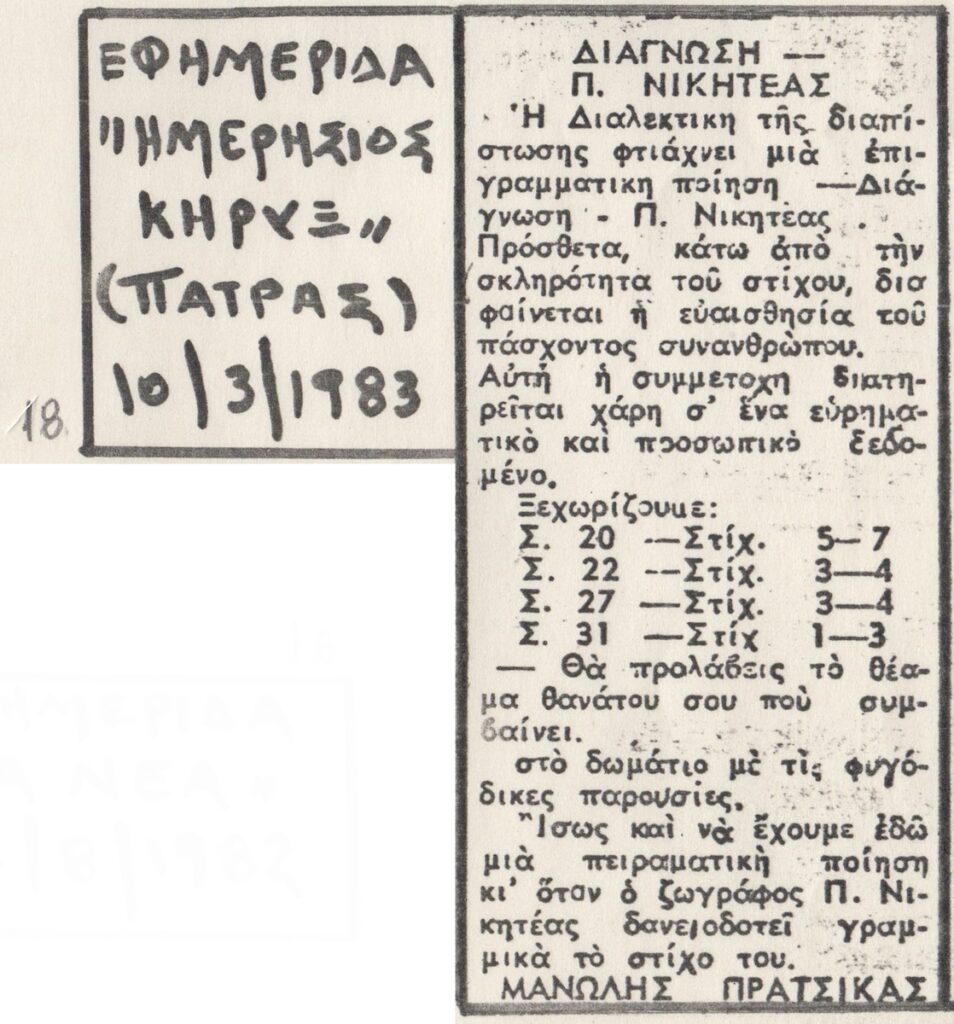 ΕΦΗΜΕΡΙΔΑ
"ΗΜΕΡΗΣΙΟΣ
ΚΗΡΥΞ"
(ΠΑΤΡΑΣ)
10/3/1983
18.
ΔΙΑΓΝΩΣΗ —
Π. ΝΙΚΗΤΕΑΣ
Ἡ Διαλεκτικη τῆς διαπί-
στωσης φτιάχνει μιὰ ἐπι-
γραμματικη ποίηση —Διά-
γνωση - Π. Νικητέας .
Πρόσθετα, κάτω ἀπὸ τὴν
σκληρότητα τοῦ στίχου, δια
φαίνεται ἡ εὐαισθησία τοῦ
πάσχοντος συνανθρώπου.
Αὐτὴ ἡ συμμετοχη διατη-
ρεῖται χάρη σ' ἕνα εὑρημα-
τικὸ καὶ προσωπικὸ δεδο-
μένο.
Ξεχωρίζουμε:
Σ. 20 —Στίχ. 5—7
Σ. 22 —Στίχ. 3—4
Σ. 27 —Στίχ. 3—4
Σ. 31 —Στίχ 1—3
— Θὰ προλάβεις τὸ θέα-
μα θανάτου σου ποὺ συμ-
βαίνει.
στὸ δωμάτιο μὲ τὶς φυγό-
δικες παρουσίες.
Ἴσως καὶ νὰ ἔχουμε ἐδῶ
μιὰ πειραματικὴ ποίηση
κι' ὅταν ὁ ζωγράφος Π. Νι-
κητέας δανειοδοτεῖ γραμ-
μικὰ τὸ στίχο του.
ΜΑΝΩΛΗΣ ΠΡΑΤΣΙΚΑΣ